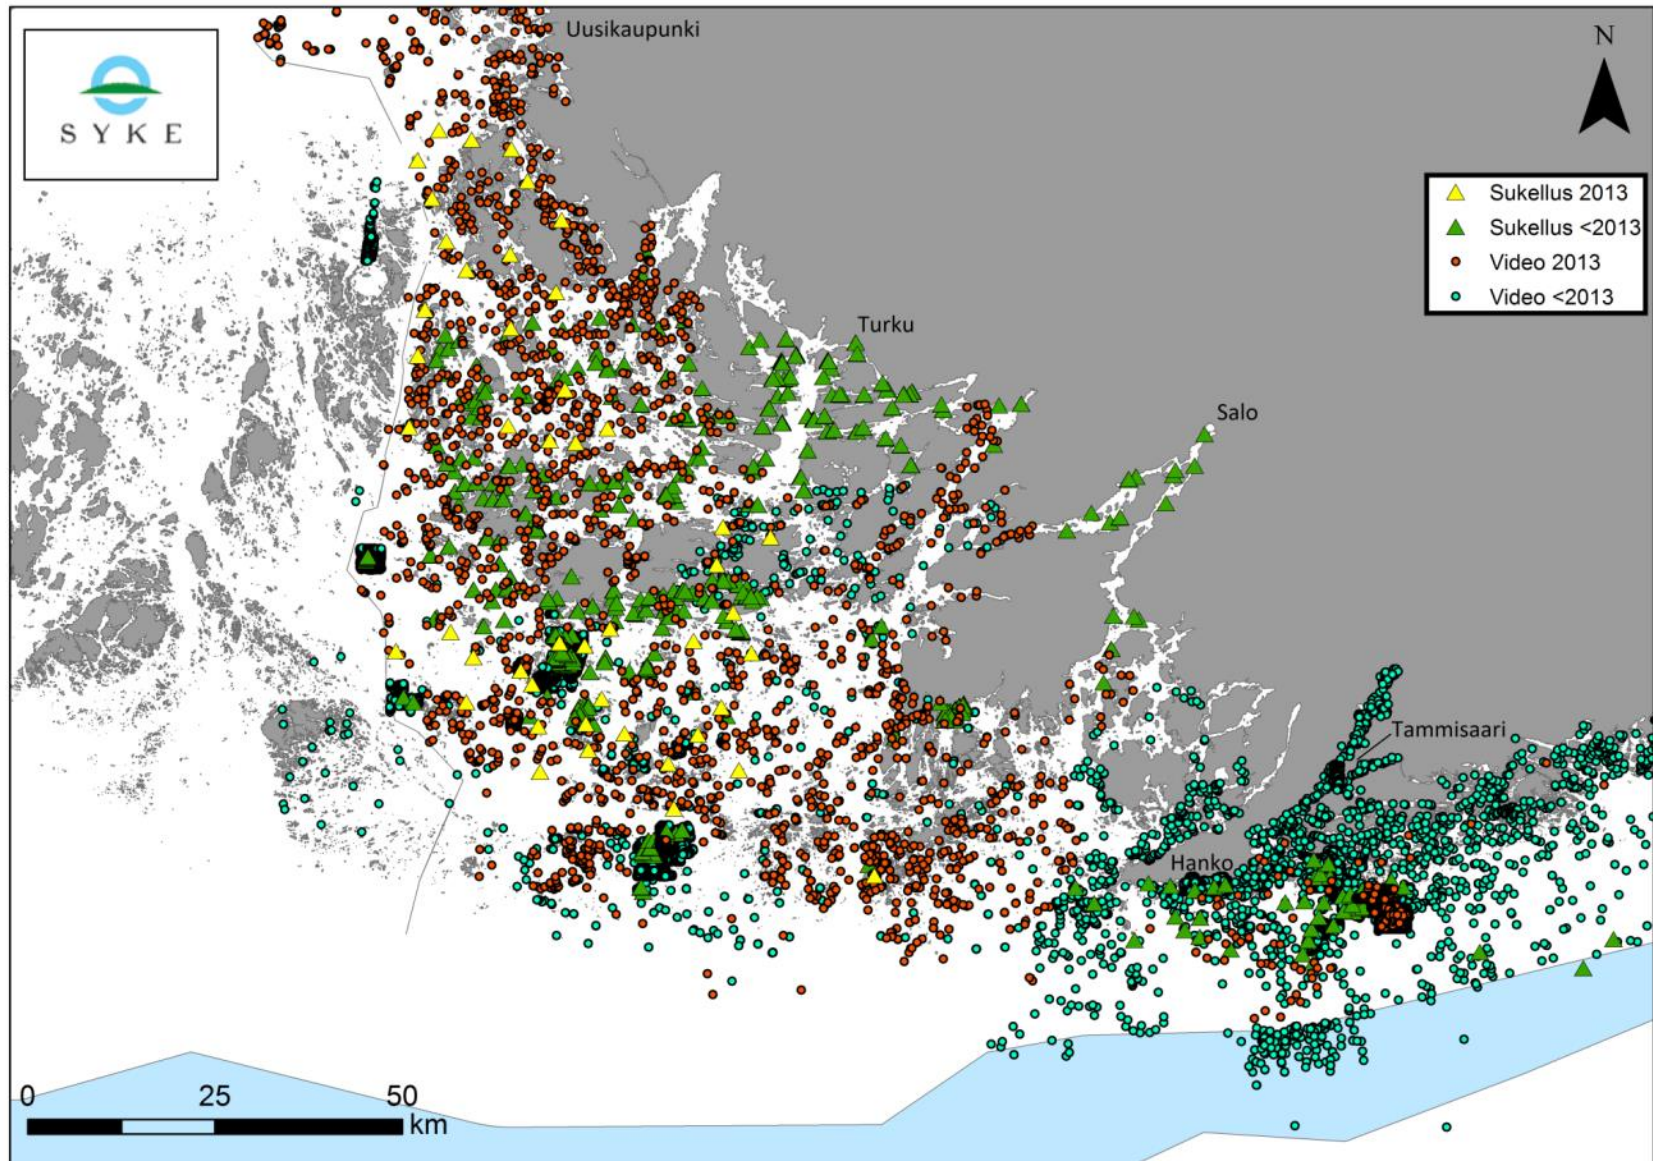 Uusikaupunki
N
SYKE
Sukellus 2013
Sukellus <2013
Video 2013
Video <2013
Turku
Salo
Tammisaari
Hanko
0 25 50
km